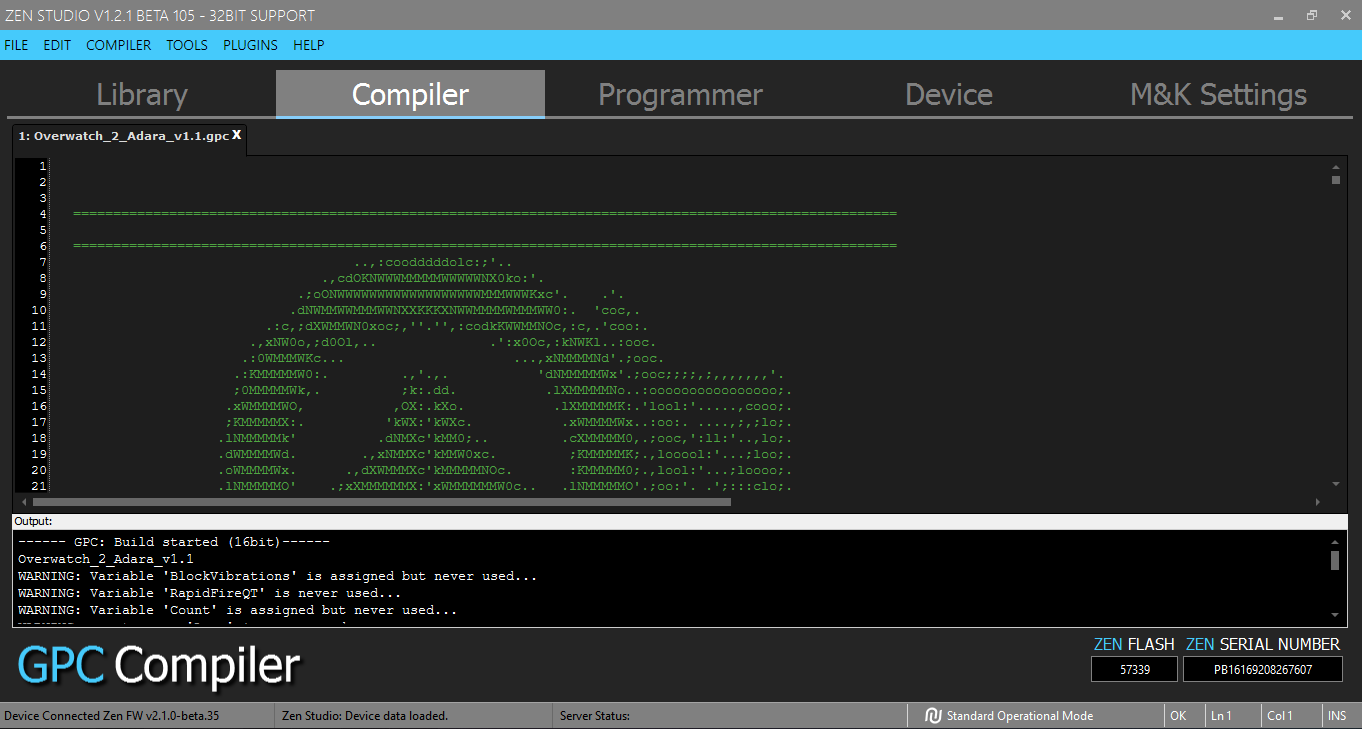 ZEN STUDIO V1.2.1 BETA 105 - 32BIT SUPPORT
FILE EDIT COMPILER TOOLS PLUGINS HELP
Library Compiler Programmer Device M&K Settings
1: Overwatch_2_Adara_v1.1.gpc X
1
2
3
4 =======================================================================================================
5
6 =======================================================================================================
7 ..,:coodddddolc:;'..
8 .,cdOKNWWWMMMMMWWWWWNX0ko:'.
9 .;oONWWWWWWWWWWWWWWWWWWMMMWWWKxc'. .'.
10 .dNWMMWWMMMWWNXXKKKXNWWMMMMWMMMWW0:. 'coc,.
11 .:c,;dXWMMWN0xoc;,''.'',:codkKWWMMNOc,:c,.'coo:.
12 .,xNW0o,;d0Ol,.. .':x0Oc,:kNWKl..:ooc.
13 .:0WMMMWKc... ...,xNMMMMNd'.;ooc.
14 .:KMMMMMW0:. .,'.,. 'dNMMMMMWx'.;ooc;;;;,;,,,,,,,'.
15 ;0MMMMMWk,. ;k:.dd. .lXMMMMMNo..:oooooooooooooooo;.
16 .xWMMMMWO, ,OX:.kXo. .lXMMMMMK:.'lool:'.....,cooo;.
17 ;KMMMMMX:. 'kWX:'kWXc. .xWMMMMWx..:oo:. ....,;,;lo;.
18 .lNMMMMMk' .dNMXc'kMM0;.. .cXMMMMM0,.;ooc,':ll:'..,lo;.
19 .dWMMMMWd. .,xNMMXc'kMMW0xc. ;KMMMMMK;.,looool:'...;loo;.
20 .oWMMMMWx. .,dXWMMMXc'kMMMMMNOc. :KMMMMM0;.,lool:'...;loooo;.
21 .lNMMMMMO' .;xXMMMMMMX:'xWMMMMMMW0c.. .lNMMMMMO'.;oo:'. .';:::clo;.
Output:
------ GPC: Build started (16bit)------
Overwatch_2_Adara_v1.1
WARNING: Variable 'BlockVibrations' is assigned but never used...
WARNING: Variable 'RapidFireQT' is never used...
WARNING: Variable 'Count' is assigned but never used...
GPC Compiler
ZEN FLASH ZEN SERIAL NUMBER
57339 PB16169208267607
Device Connected Zen FW v2.1.0-beta.35 Zen Studio: Device data loaded. Server Status: Standard Operational Mode OK Ln 1 Col 1 INS